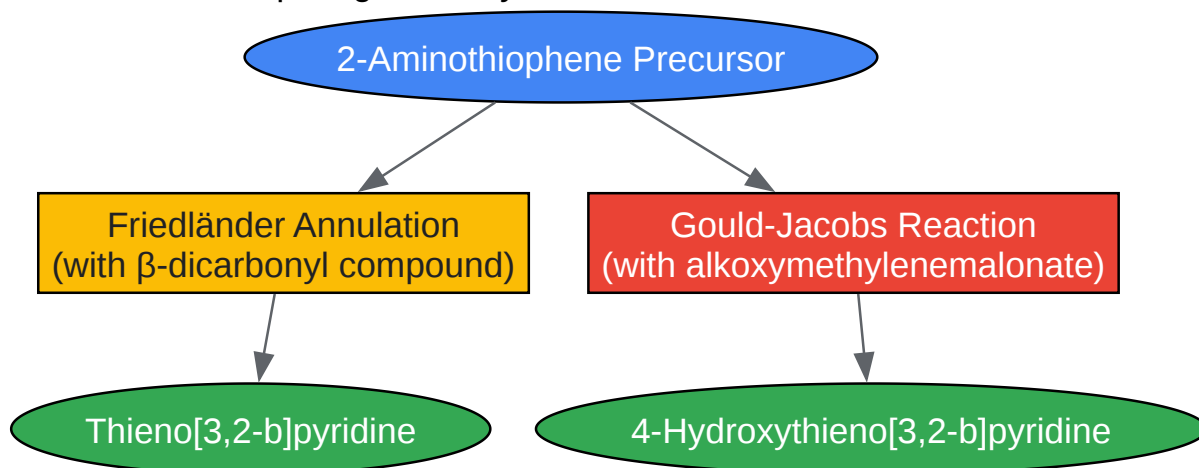 2-Aminothiophene Precursor
Friedländer Annulation
(with β-dicarbonyl compound)
Gould-Jacobs Reaction
(with alkoxymethylenemalonate)
Thieno[3,2-b]pyridine
4-Hydroxythieno[3,2-b]pyridine